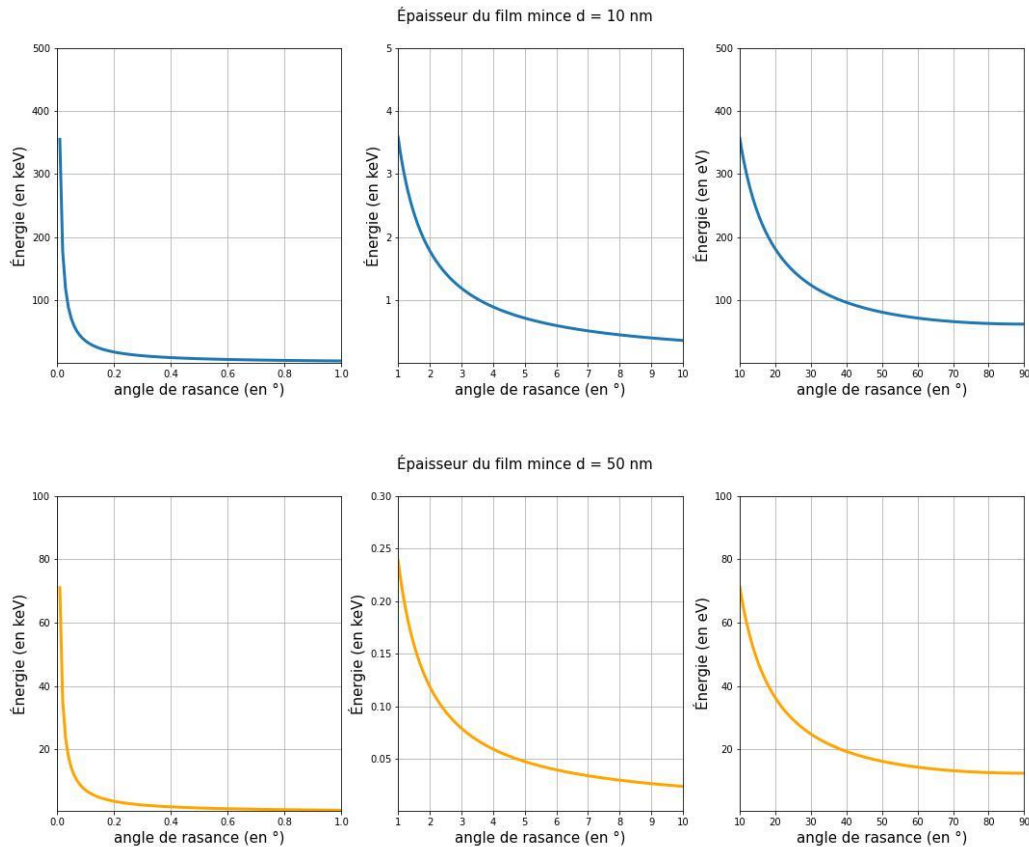 Épaisseur du film mince d = 10 nm
500
400
300
200
100
Énergie (en keV)
0.0 0.2 0.4 0.6 0.8 1.0
angle de rasance (en °)
5
4
3
2
1
Énergie (en keV)
1 2 3 4 5 6 7 8 9 10
angle de rasance (en °)
500
400
300
200
100
Énergie (en eV)
10 20 30 40 50 60 70 80 90
angle de rasance (en °)
Épaisseur du film mince d = 50 nm
100
80
60
40
20
Énergie (en keV)
0.0 0.2 0.4 0.6 0.8 1.0
angle de rasance (en °)
0.30
0.25
0.20
0.15
0.10
0.05
Énergie (en keV)
1 2 3 4 5 6 7 8 9 10
angle de rasance (en °)
100
80
60
40
20
Énergie (en eV)
10 20 30 40 50 60 70 80 90
angle de rasance (en °)